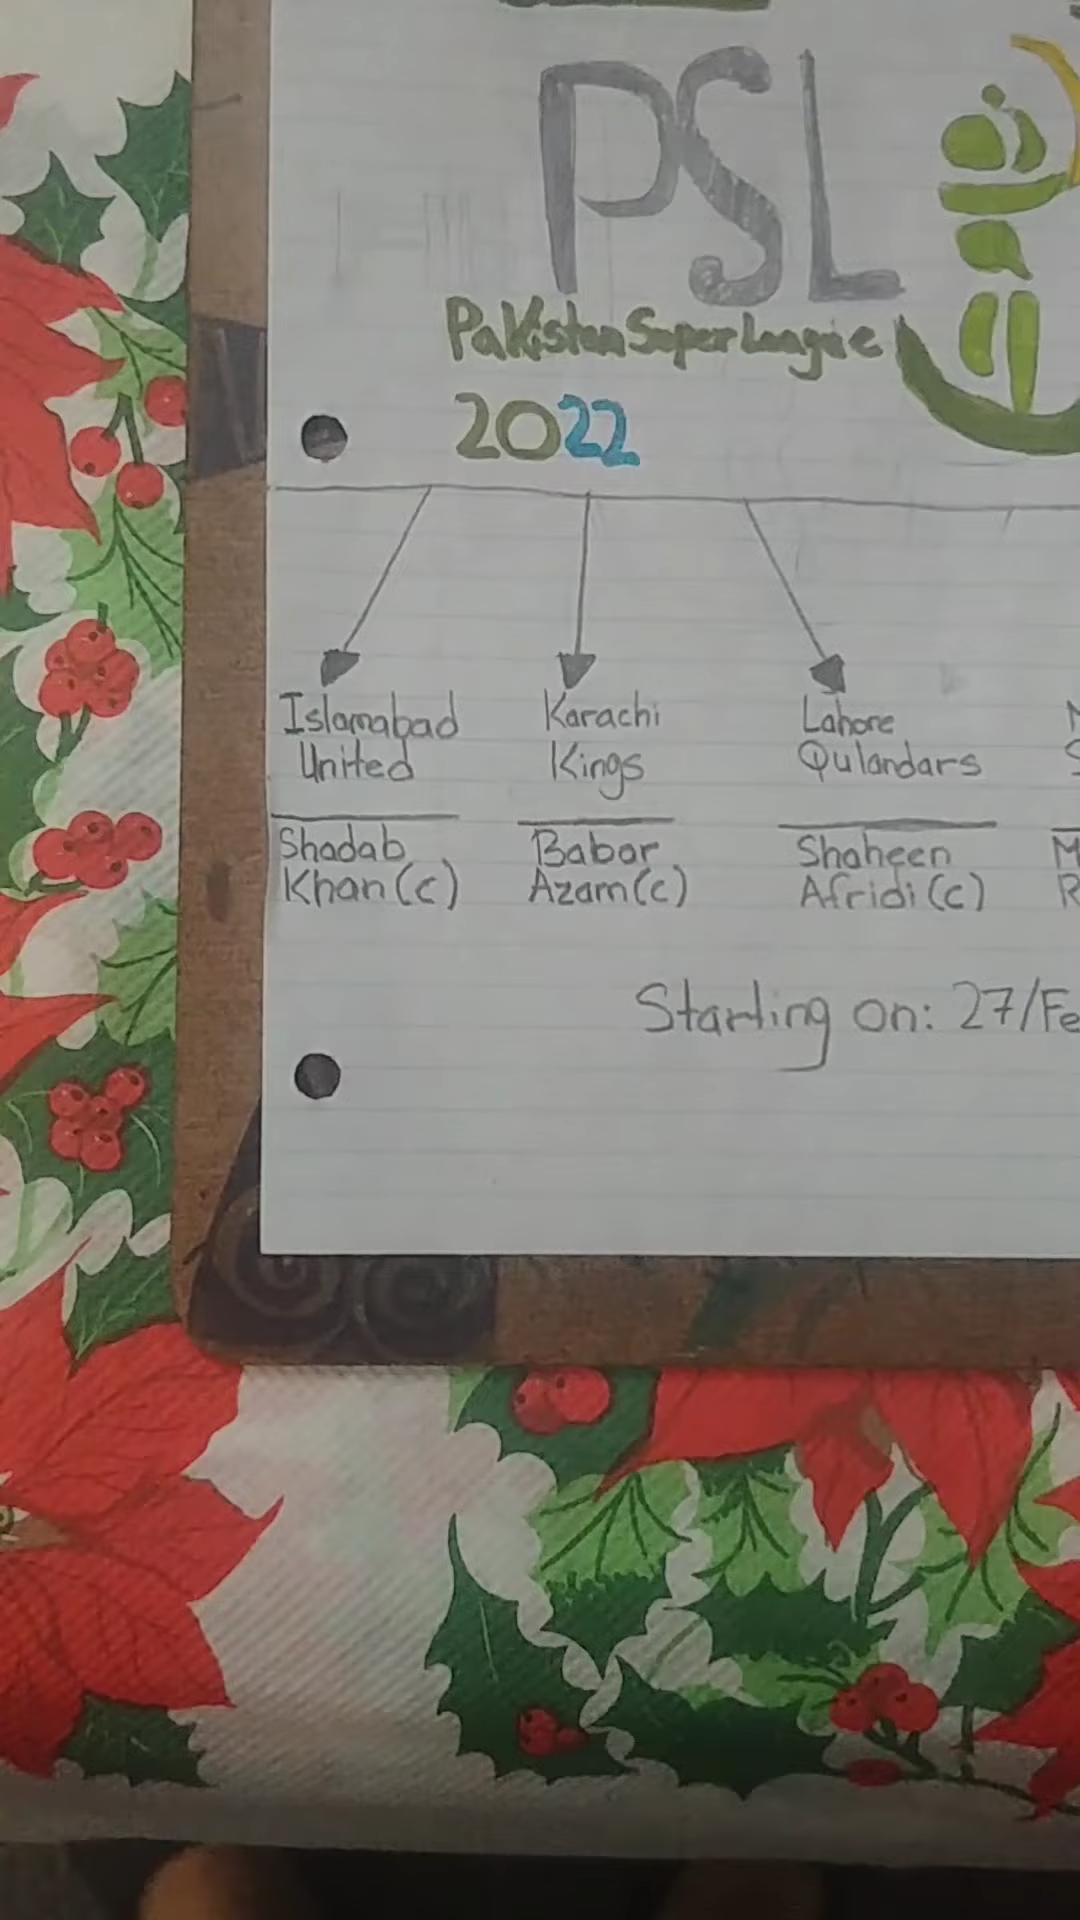 PSL
Pakistan Super League
2022
Islamabad
United
Karachi
Kings
Lahore
Qulandars
Shadab
Khan (c)
Babar
Azam (c)
Shaheen
Afridi (c)
Starting on: 27/Fe